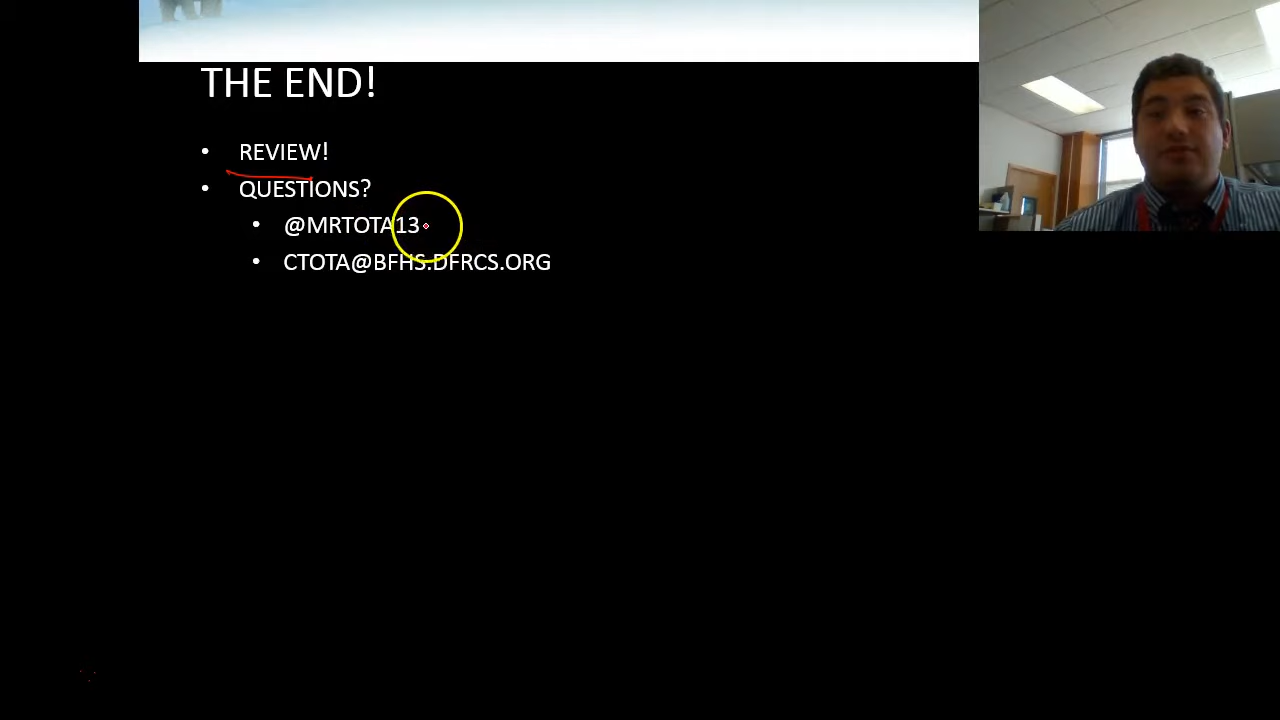 THE END!
• REVIEW!
• QUESTIONS?
• @MRTOTA13
• CTOTA@BFHS.DFRCS.ORG